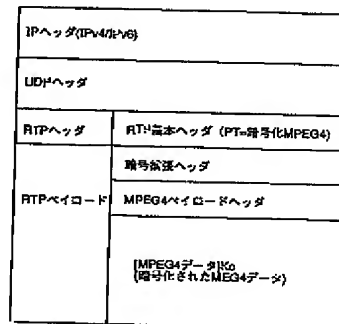 IPヘッダ(IPv4/IPv6)
UDPヘッダ
RTPヘッダ
RTP基本ヘッダ (PT=暗号化MPEG4)
暗号拡張ヘッダ
RTPペイロード
MPEG4ペイロードヘッダ
[MPEG4データ]Ko
(暗号化されたMEG4データ)